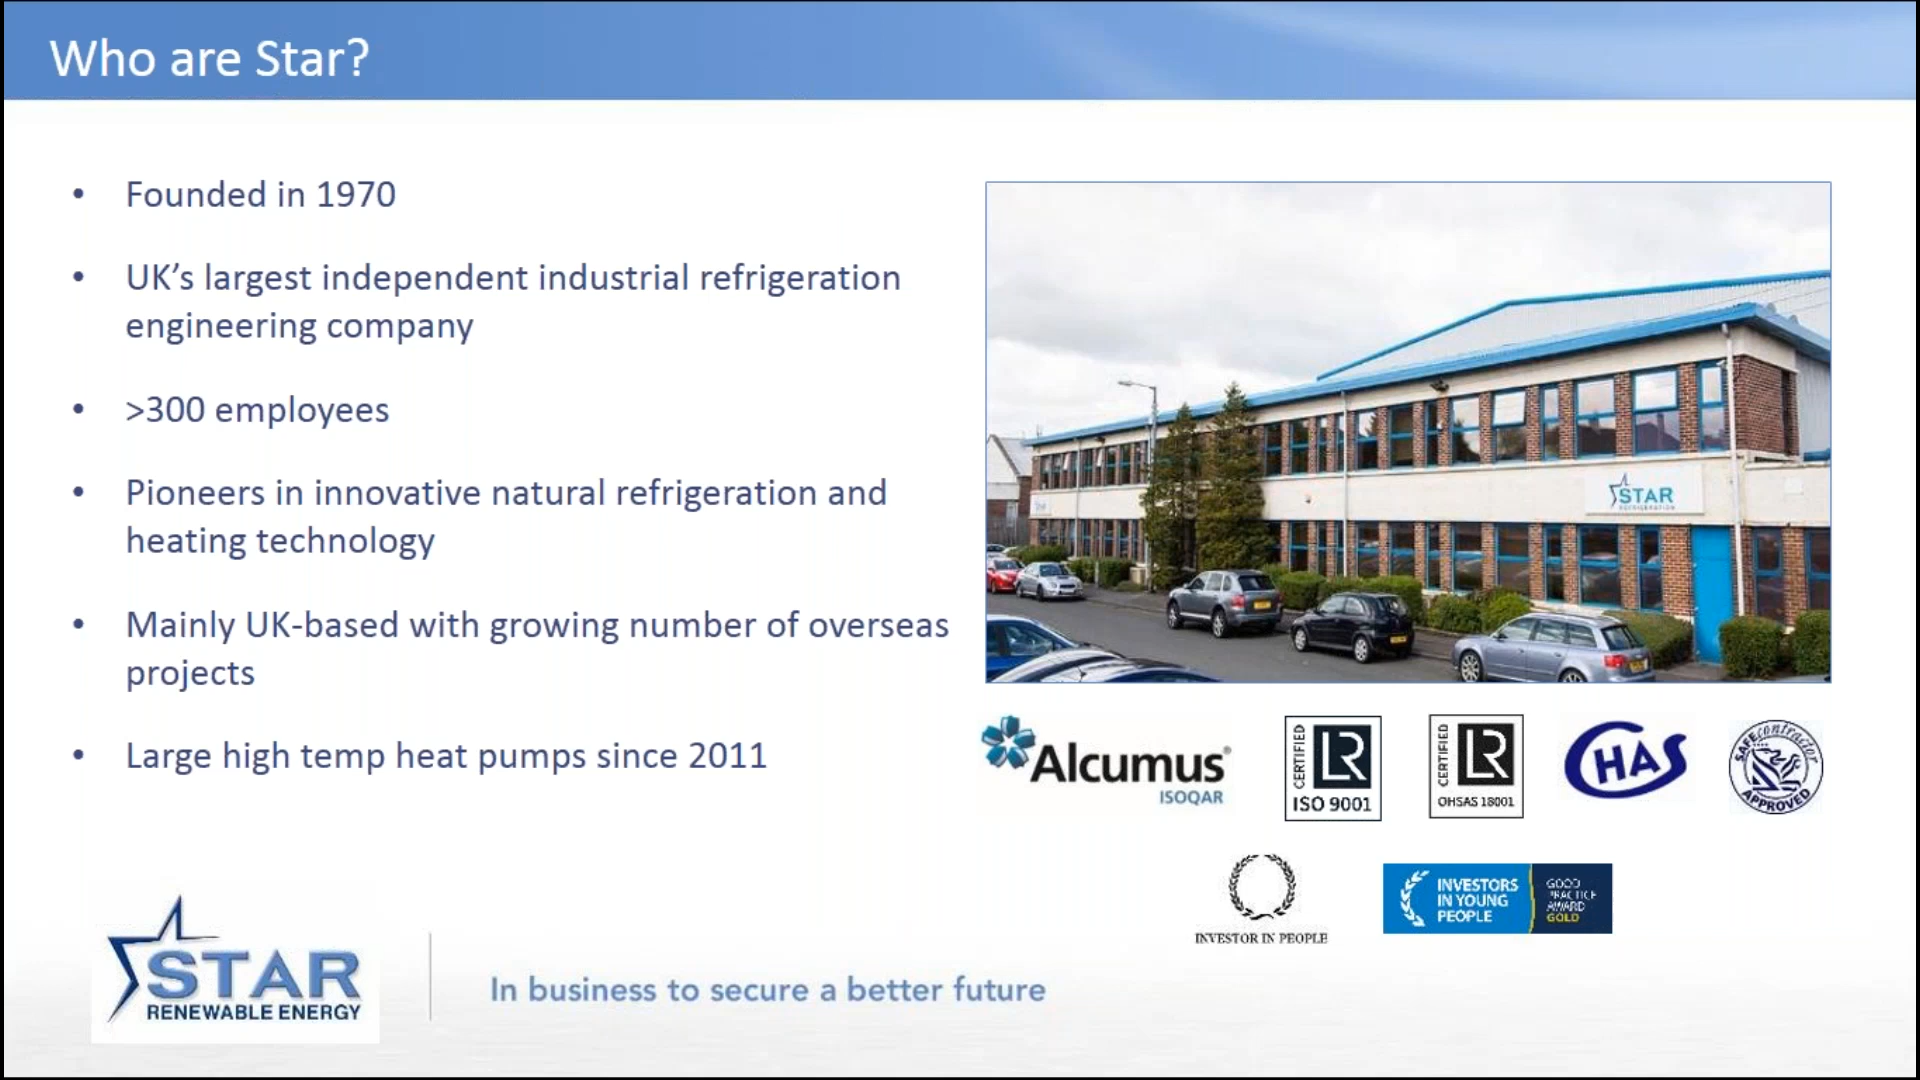 Who are Star?
• Founded in 1970
• UK’s largest independent industrial refrigeration
engineering company
• >300 employees
• Pioneers in innovative natural refrigeration and
heating technology
• Mainly UK-based with growing number of overseas
projects
• Large high temp heat pumps since 2011
STAR
REFRIGERATION
Alcumus®
ISOQAR
CERTIFIED
LR
ISO 9001
CERTIFIED
LR
OHSAS 18001
CHAS
SAFEcontractor
APPROVED
INVESTOR IN PEOPLE
INVESTORS
IN YOUNG
PEOPLE
GOOD
PRACTICE
AWARD
GOLD
STAR
RENEWABLE ENERGY
In business to secure a better future